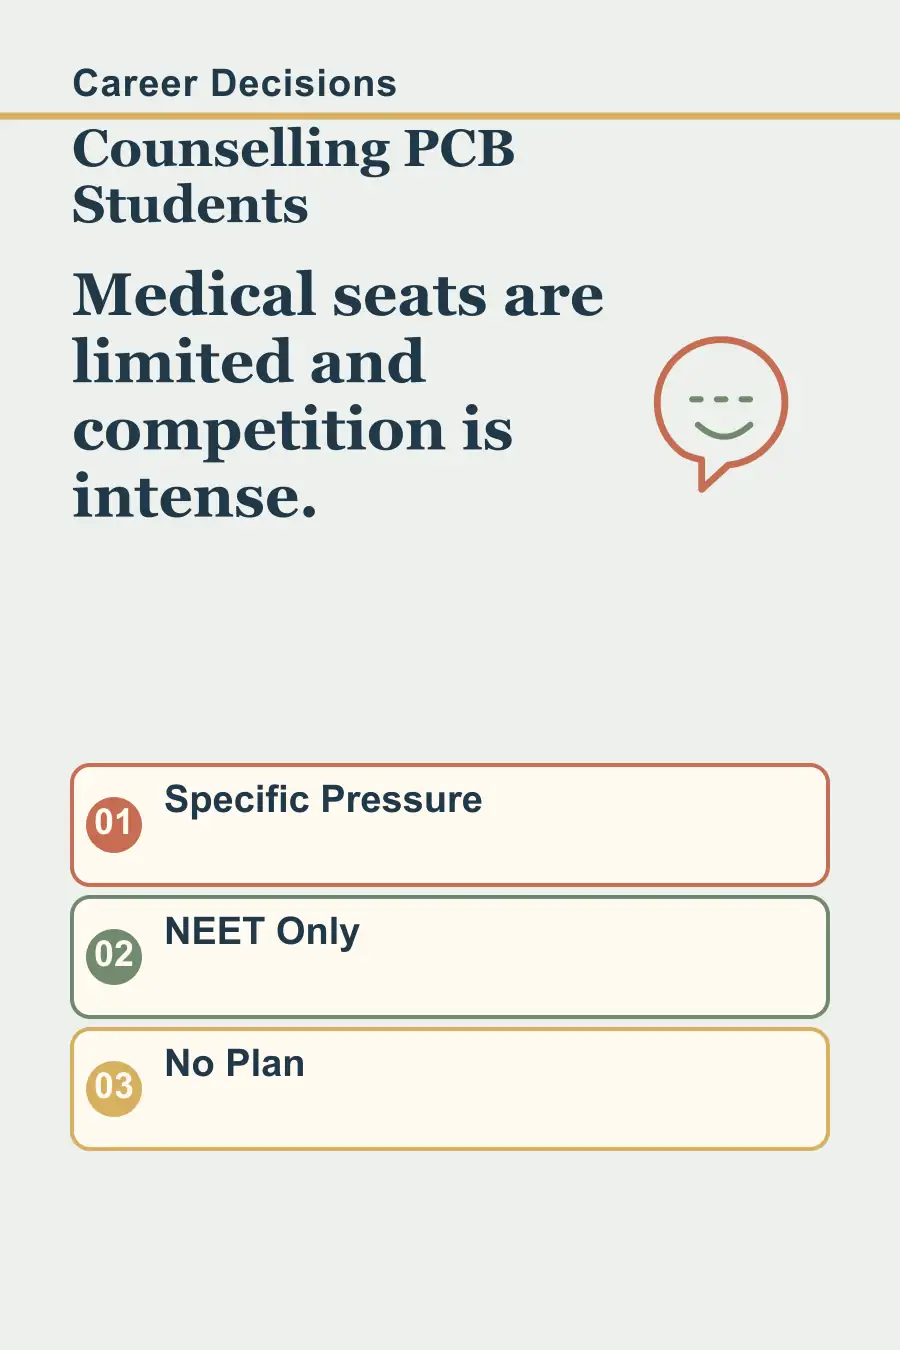 Career Decisions
Counselling PCB
Students
Medical seats are
limited and
competition is
intense.
01
Specific Pressure
02
NEET Only
03
No Plan